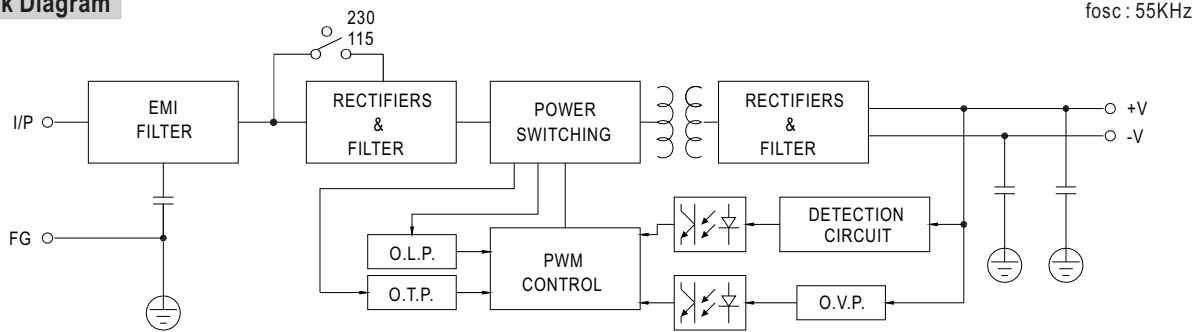 k Diagram
fosc : 55KHz
230
115
I/P
EMI
FILTER
RECTIFIERS
&
FILTER
POWER
SWITCHING
RECTIFIERS
&
FILTER
+V
-V
FG
O.L.P.
O.T.P.
PWM
CONTROL
DETECTION
CIRCUIT
O.V.P.